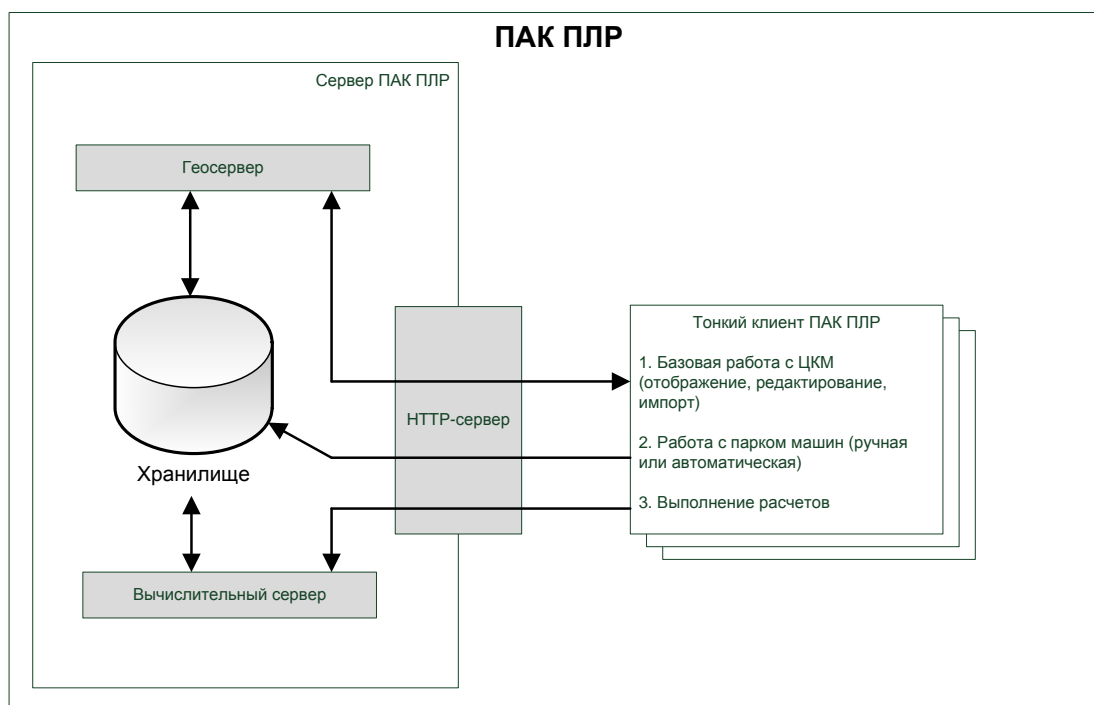 ПАК ПЛР
Сервер ПАК ПЛР
Геосервер
Хранилище
Вычислительный сервер
HTTP-сервер
Тонкий клиент ПАК ПЛР
1. Базовая работа с ЦКМ
(отображение, редактирование,
импорт)
2. Работа с парком машин (ручная
или автоматическая)
3. Выполнение расчетов